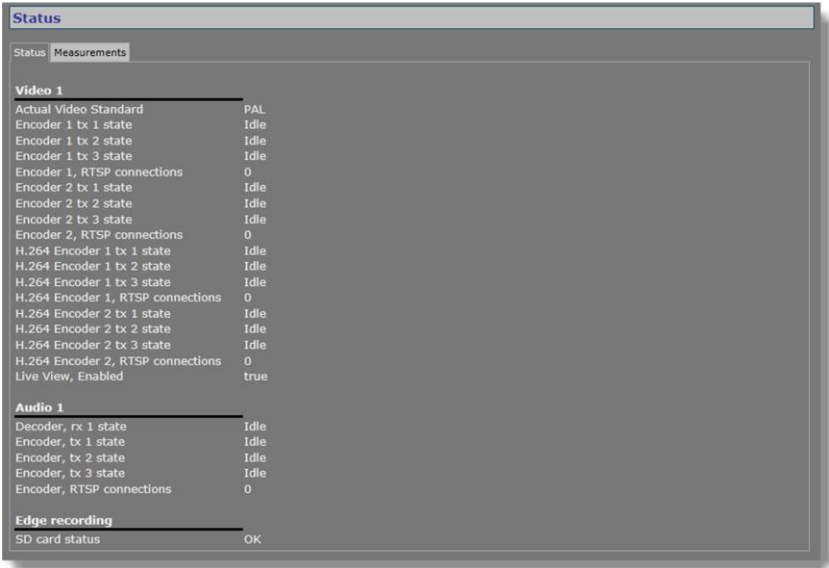 Status
Status Measurements
Video 1
Actual Video Standard PAL
Encoder 1 tx 1 state Idle
Encoder 1 tx 2 state Idle
Encoder 1 tx 3 state Idle
Encoder 1, RTSP connections 0
Encoder 2 tx 1 state Idle
Encoder 2 tx 2 state Idle
Encoder 2 tx 3 state Idle
Encoder 2, RTSP connections 0
H.264 Encoder 1 tx 1 state Idle
H.264 Encoder 1 tx 2 state Idle
H.264 Encoder 1 tx 3 state Idle
H.264 Encoder 1, RTSP connections 0
H.264 Encoder 2 tx 1 state Idle
H.264 Encoder 2 tx 2 state Idle
H.264 Encoder 2 tx 3 state Idle
H.264 Encoder 2, RTSP connections 0
Live View, Enabled true
Audio 1
Decoder, rx 1 state Idle
Encoder, tx 1 state Idle
Encoder, tx 2 state Idle
Encoder, tx 3 state Idle
Encoder, RTSP connections 0
Edge recording
SD card status OK